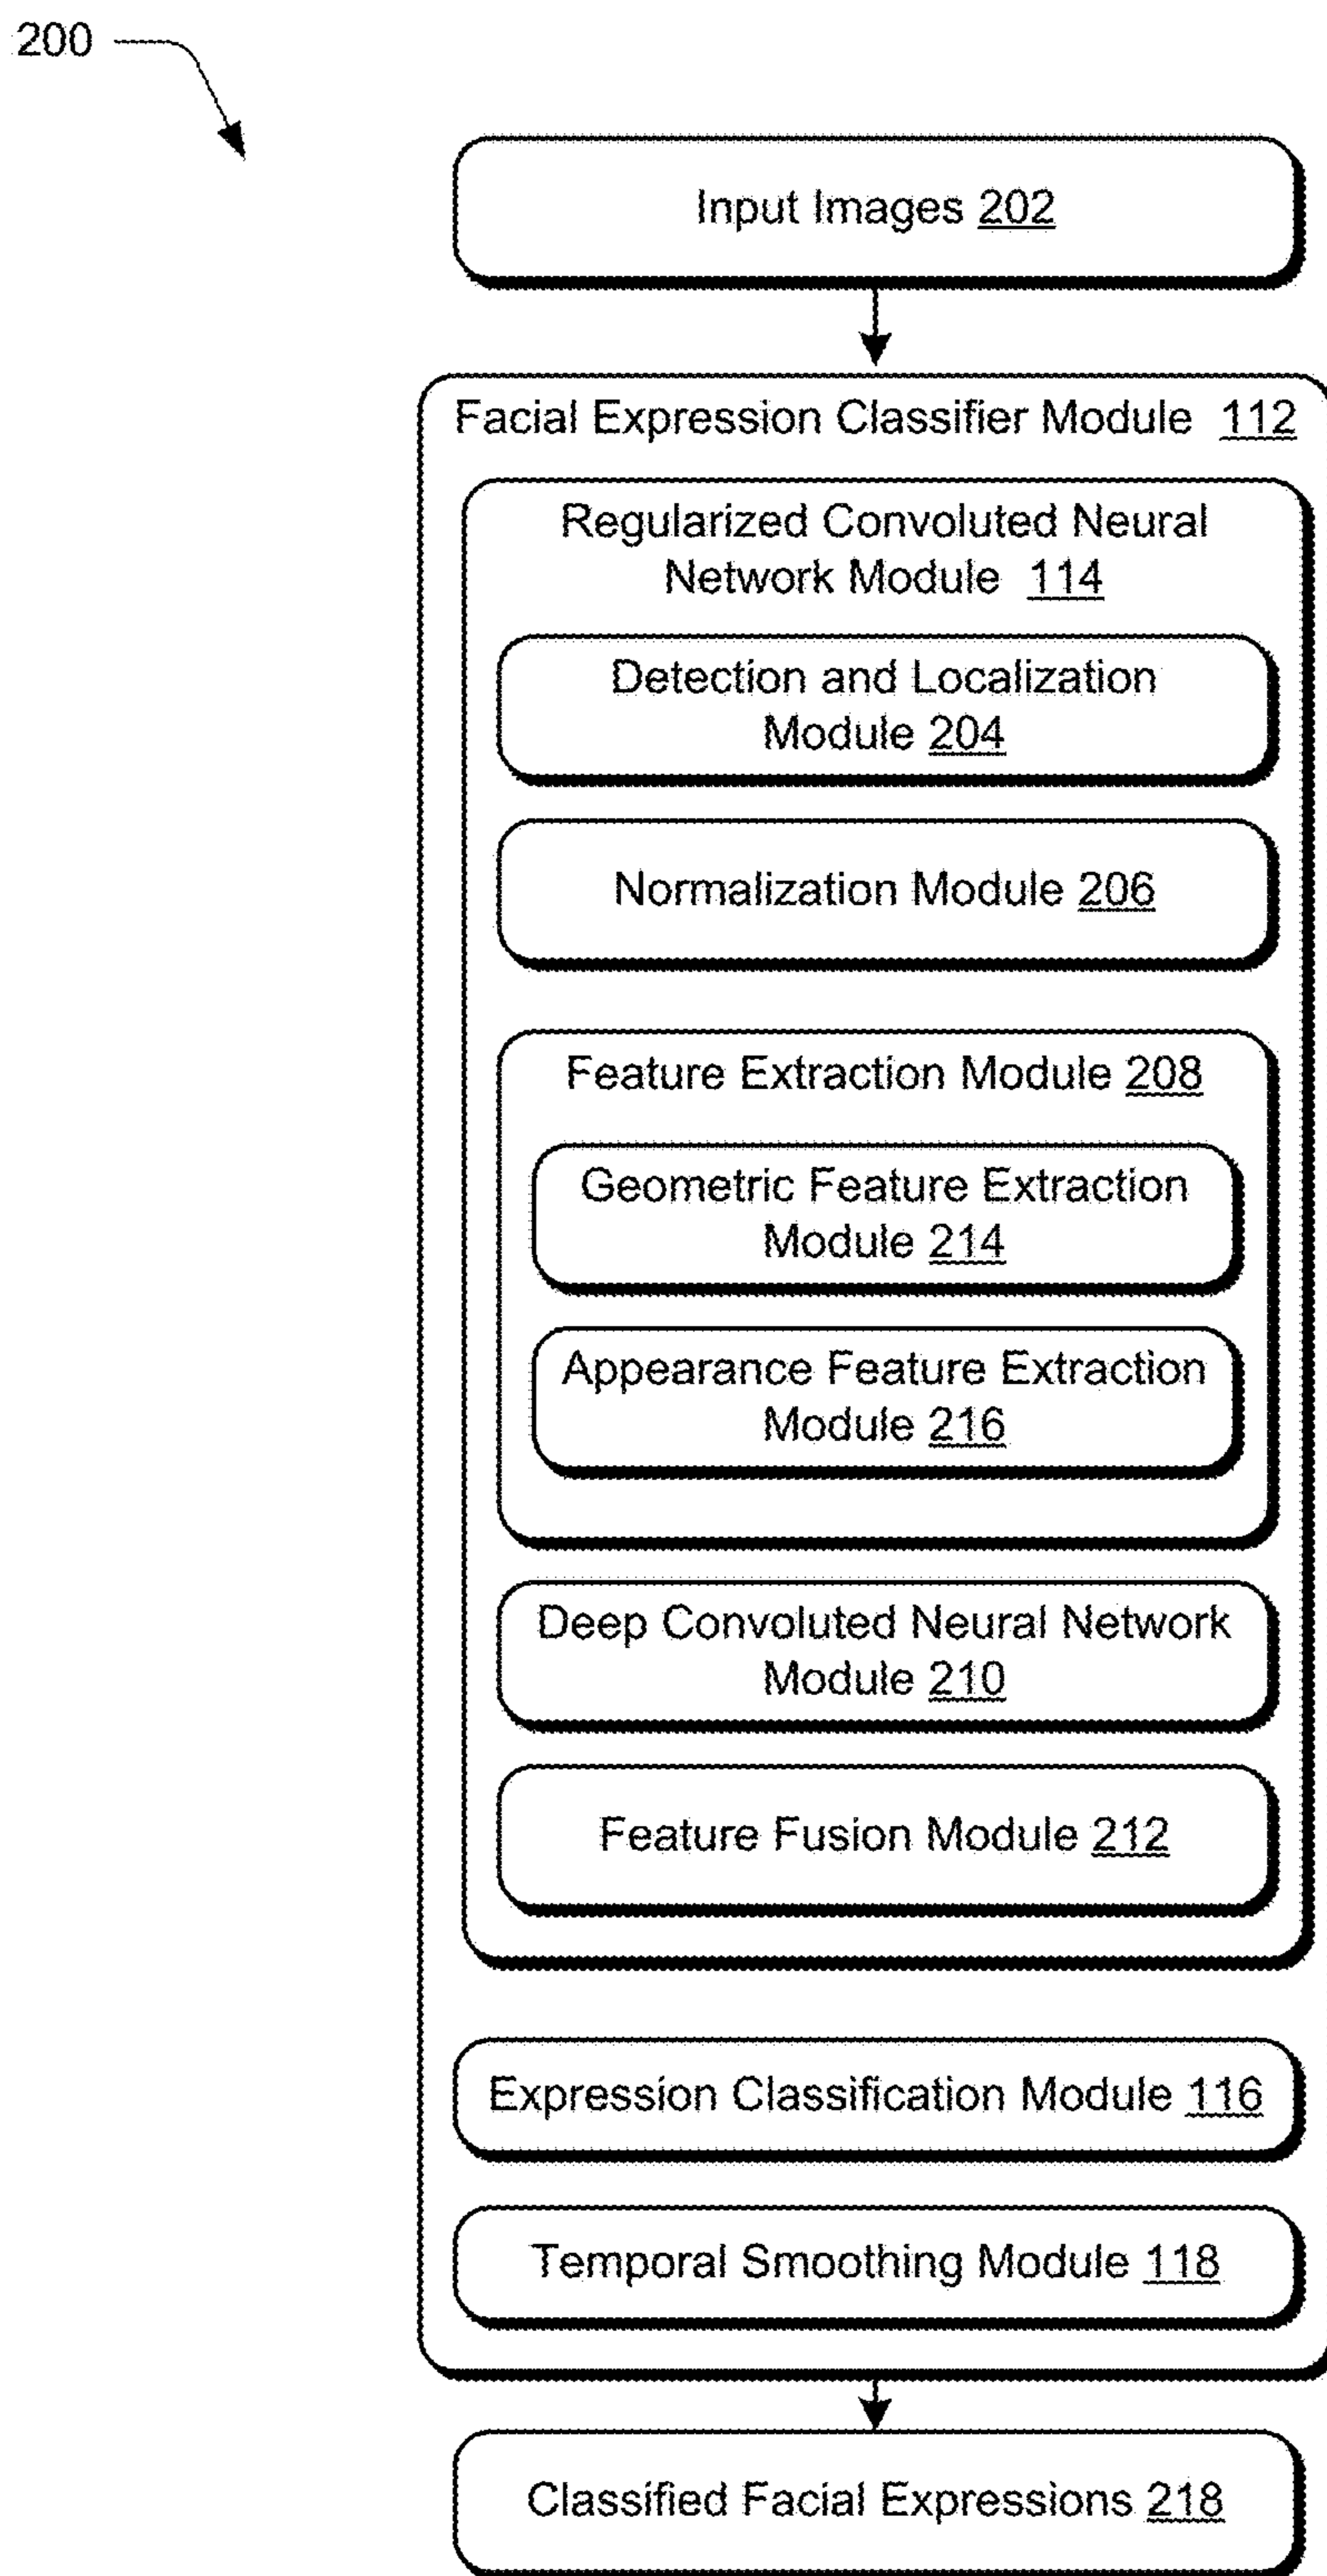 200
Input Images 202
Facial Expression Classifier Module 112
Regularized Convoluted Neural
Network Module 114
Detection and Localization
Module 204
Normalization Module 206
Feature Extraction Module 208
Geometric Feature Extraction
Module 214
Appearance Feature Extraction
Module 216
Deep Convoluted Neural Network
Module 210
Feature Fusion Module 212
Expression Classification Module 116
Temporal Smoothing Module 118
Classified Facial Expressions 218